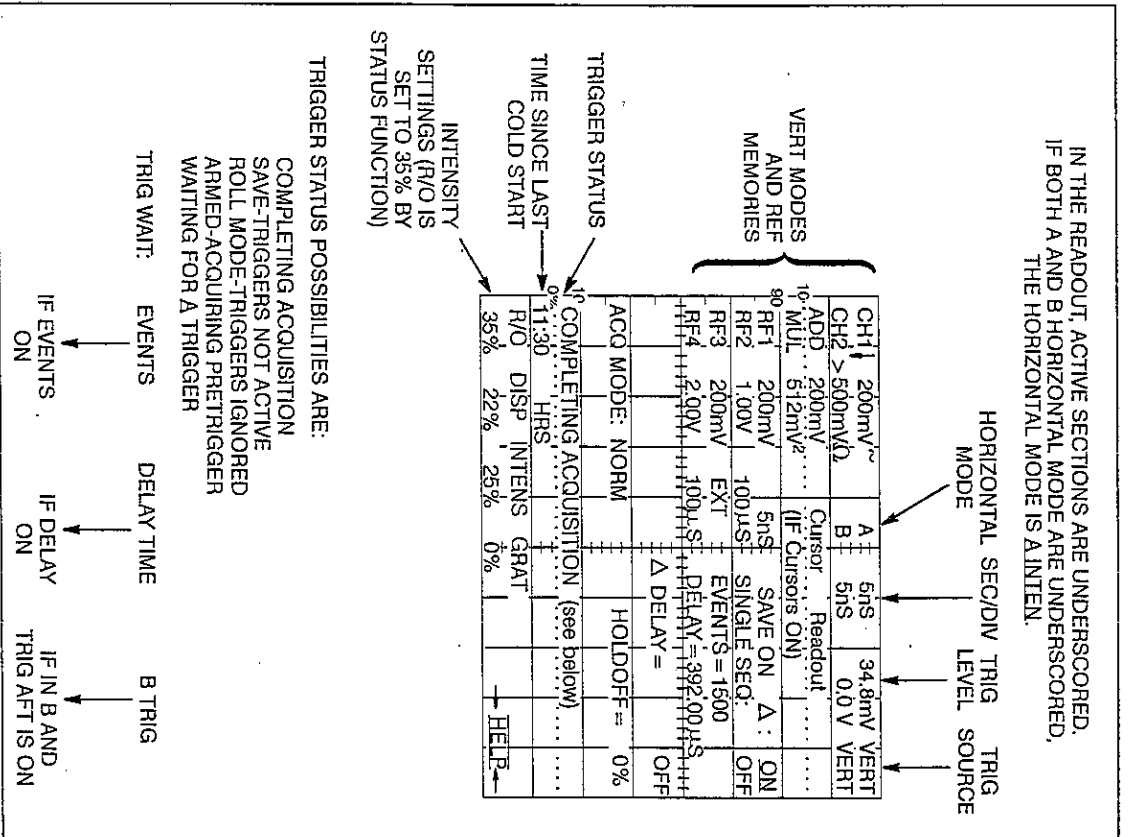 IN THE READOUT, ACTIVE SECTIONS ARE UNDERSCORED.
IF BOTH A AND B HORIZONTAL MODE ARE UNDERSCORED,
THE HORIZONTAL MODE IS A INTEN.
HORIZONTAL MODE
SEC/DIV
TRIG LEVEL
TRIG SOURCE
VERT MODES
AND REF
MEMORIES
TRIGGER STATUS
TIME SINCE LAST
COLD START
INTENSITY
SETTINGS (R/O IS
SET TO 35% BY
STATUS FUNCTION)
CH1 200mV~ A 5nS 34.8mV VERT
CH2 > 500mVΩ B 5nS 0.0 V VERT
ADD 200mV Cursor Readout
MUL 512mV² (IF Cursors ON)
10
90
RF1 200mV 5nS SAVE ON Δ : ON
RF2 1.00V 100µS SINGLE SEQ: OFF
RF3 200mV EXT EVENTS = 1500
RF4 2.00V 100µS DELAY = 392.00µS
Δ DELAY = OFF
ACQ MODE: NORM HOLDOFF = 0%
10
0%
COMPLETING ACQUISITION (see below)
11:30 HRS
R/O DISP INTENS GRAT
35% 22% 25% 0% HELP
TRIGGER STATUS POSSIBILITIES ARE:
COMPLETING ACQUISITION
SAVE-TRIGGERS NOT ACTIVE
ROLL MODE-TRIGGERS IGNORED
ARMED-ACQUIRING PRETRIGGER
WAITING FOR A TRIGGER
TRIG WAIT: EVENTS DELAY TIME B TRIG
IF EVENTS
ON
IF DELAY
ON
IF IN B AND
TRIG AFT IS ON